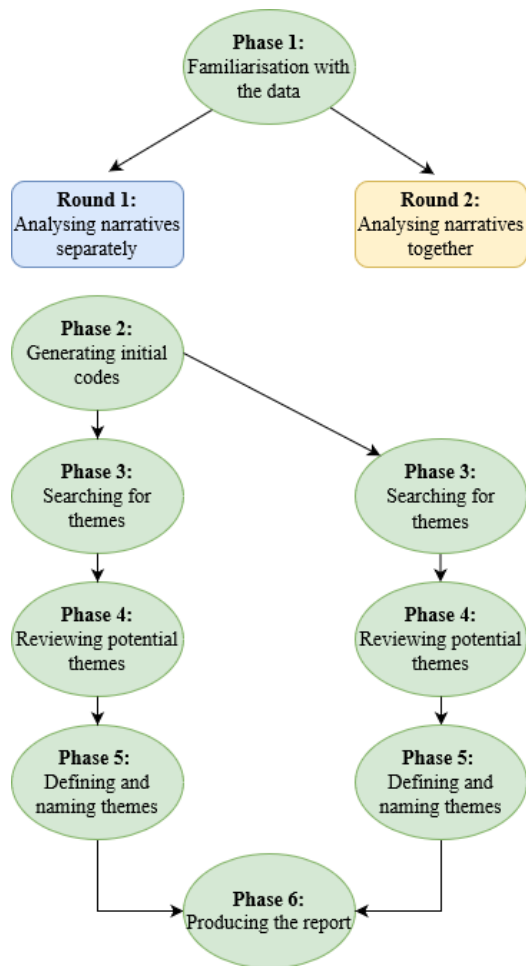 Phase 1:
Familiarisation with
the data
Round 1:
Analysing narratives
separately
Round 2:
Analysing narratives
together
Phase 2:
Generating initial
codes
Phase 3:
Searching for
themes
Phase 3:
Searching for
themes
Phase 4:
Reviewing potential
themes
Phase 4:
Reviewing potential
themes
Phase 5:
Defining and
naming themes
Phase 5:
Defining and
naming themes
Phase 6:
Producing the report